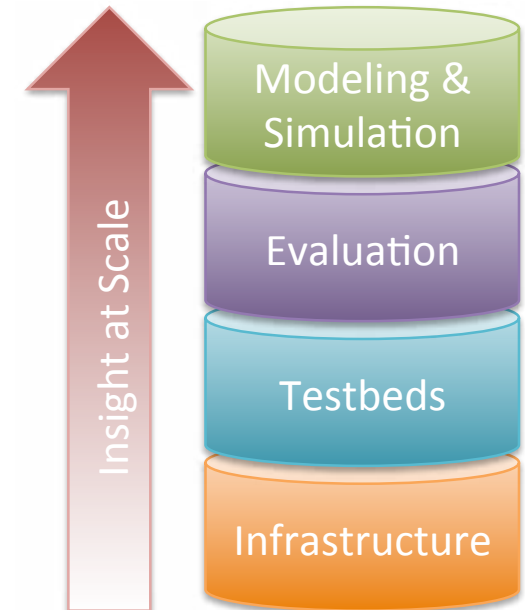 Modeling &
Simulation
Evaluation
Testbeds
Infrastructure
Insight at Scale